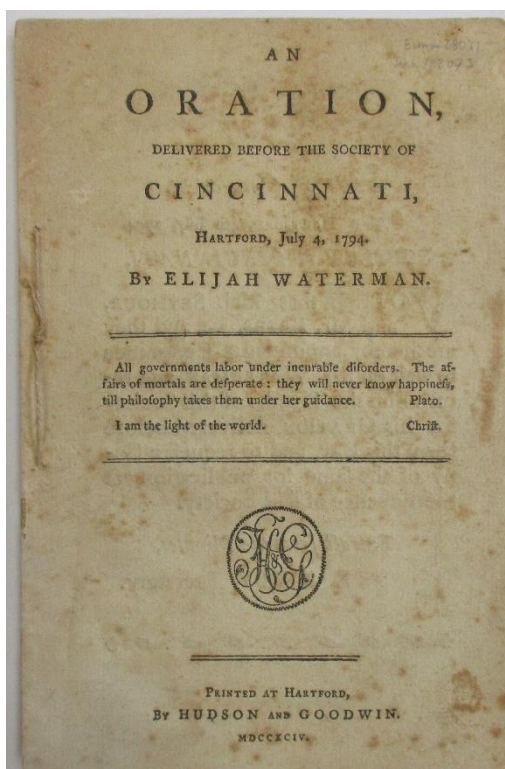 AN
ORATION,
DELIVERED BEFORE THE SOCIETY OF
CINCINNATI,
HARTFORD, July 4, 1794.
BY ELIJAH WATERMAN.
All governments labor under incurable diſorders. The af-
fairs of mortals are deſperate : they will never know happineſs,
till philoſophy takes them under her guidance. Plato.
I am the light of the world. Chriſt.
H&G
PRINTED AT HARTFORD,
BY HUDSON AND GOODWIN.
MDCCXCIV.